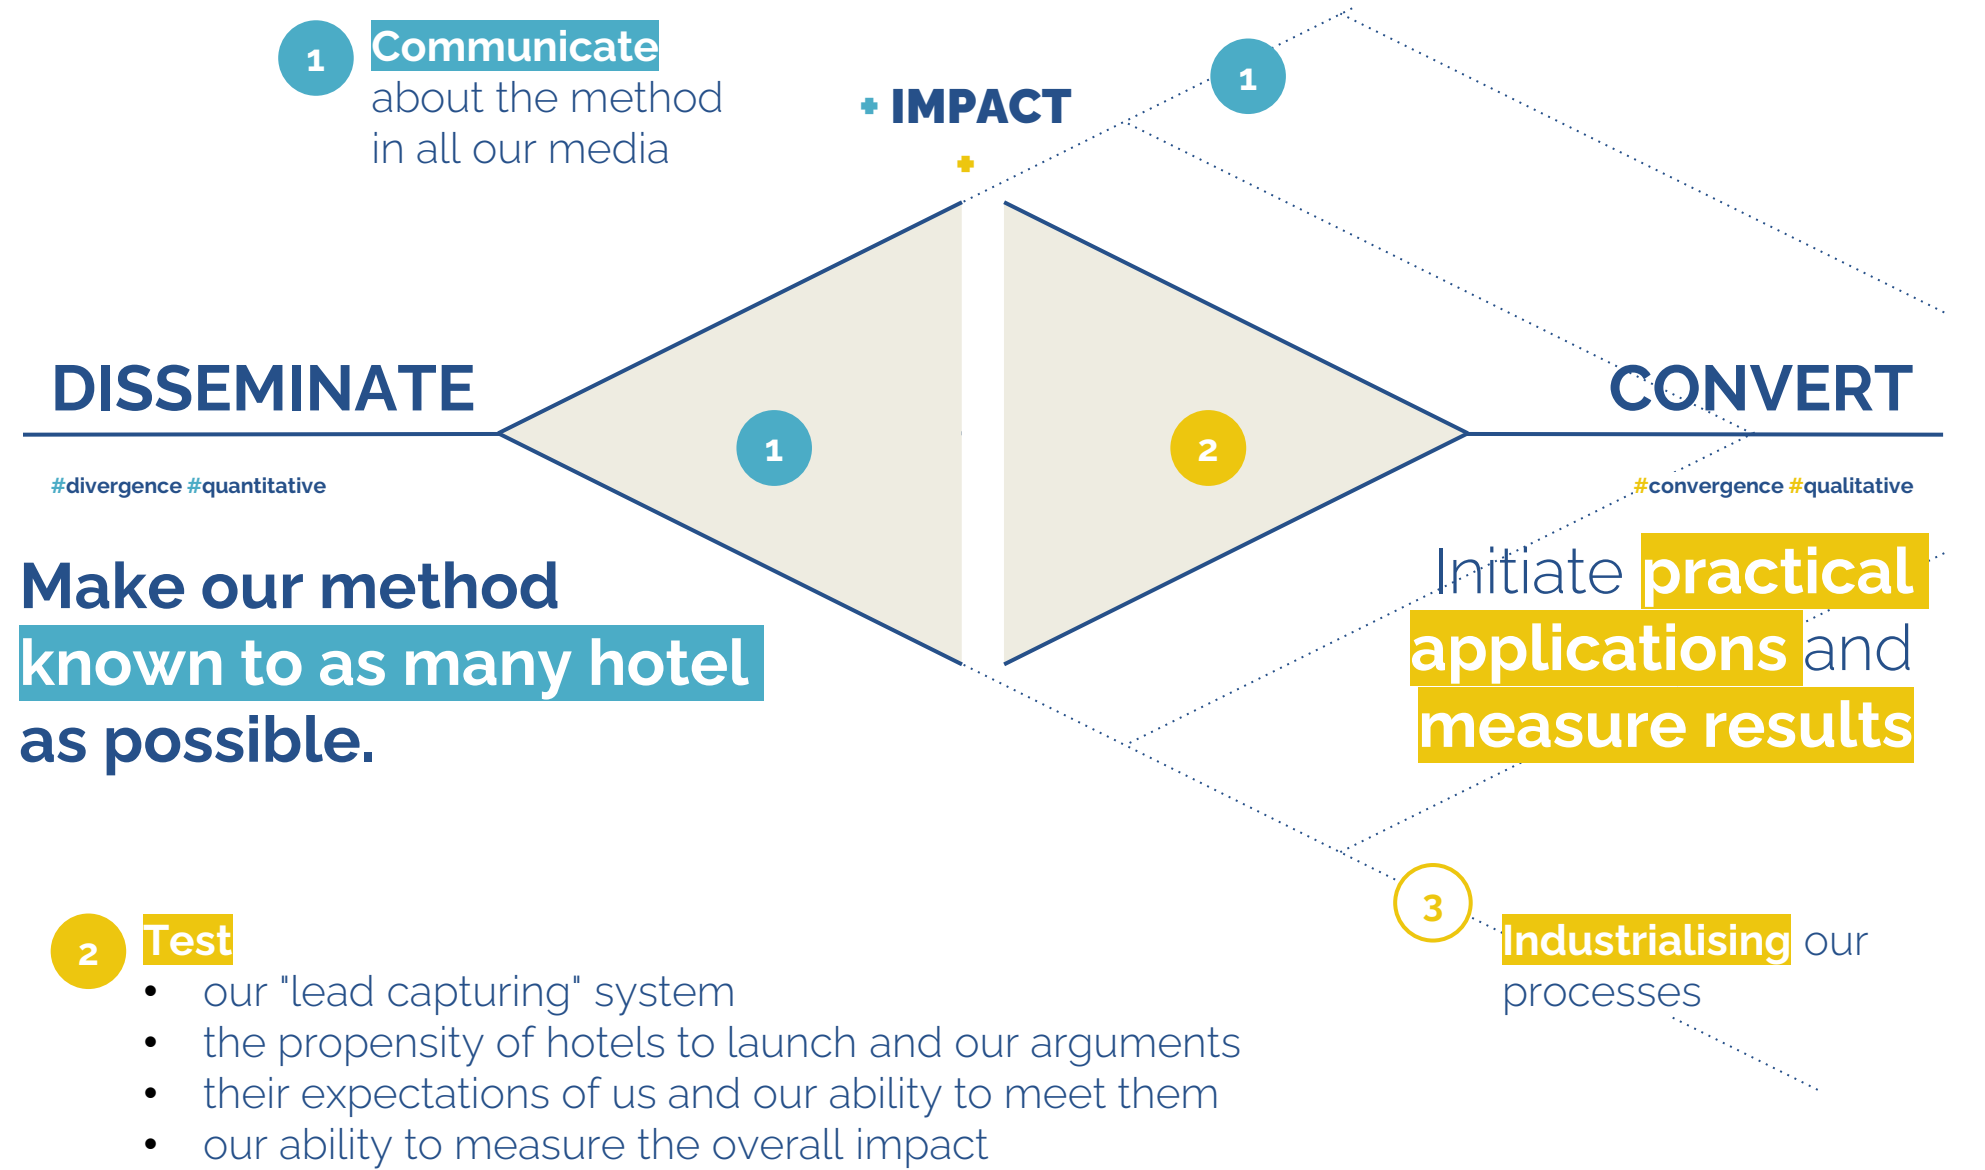 1
Communicate
about the method
in all our media
+ IMPACT
+
1
DISSEMINATE
CONVERT
1
2
#divergence #quantitative
#convergence #qualitative
Make our method
known to as many hotel
as possible.
Initiate practical
applications and
measure results
2
Test
• our "lead capturing" system
• the propensity of hotels to launch and our arguments
• their expectations of us and our ability to meet them
• our ability to measure the overall impact
3
Industrialising our
processes